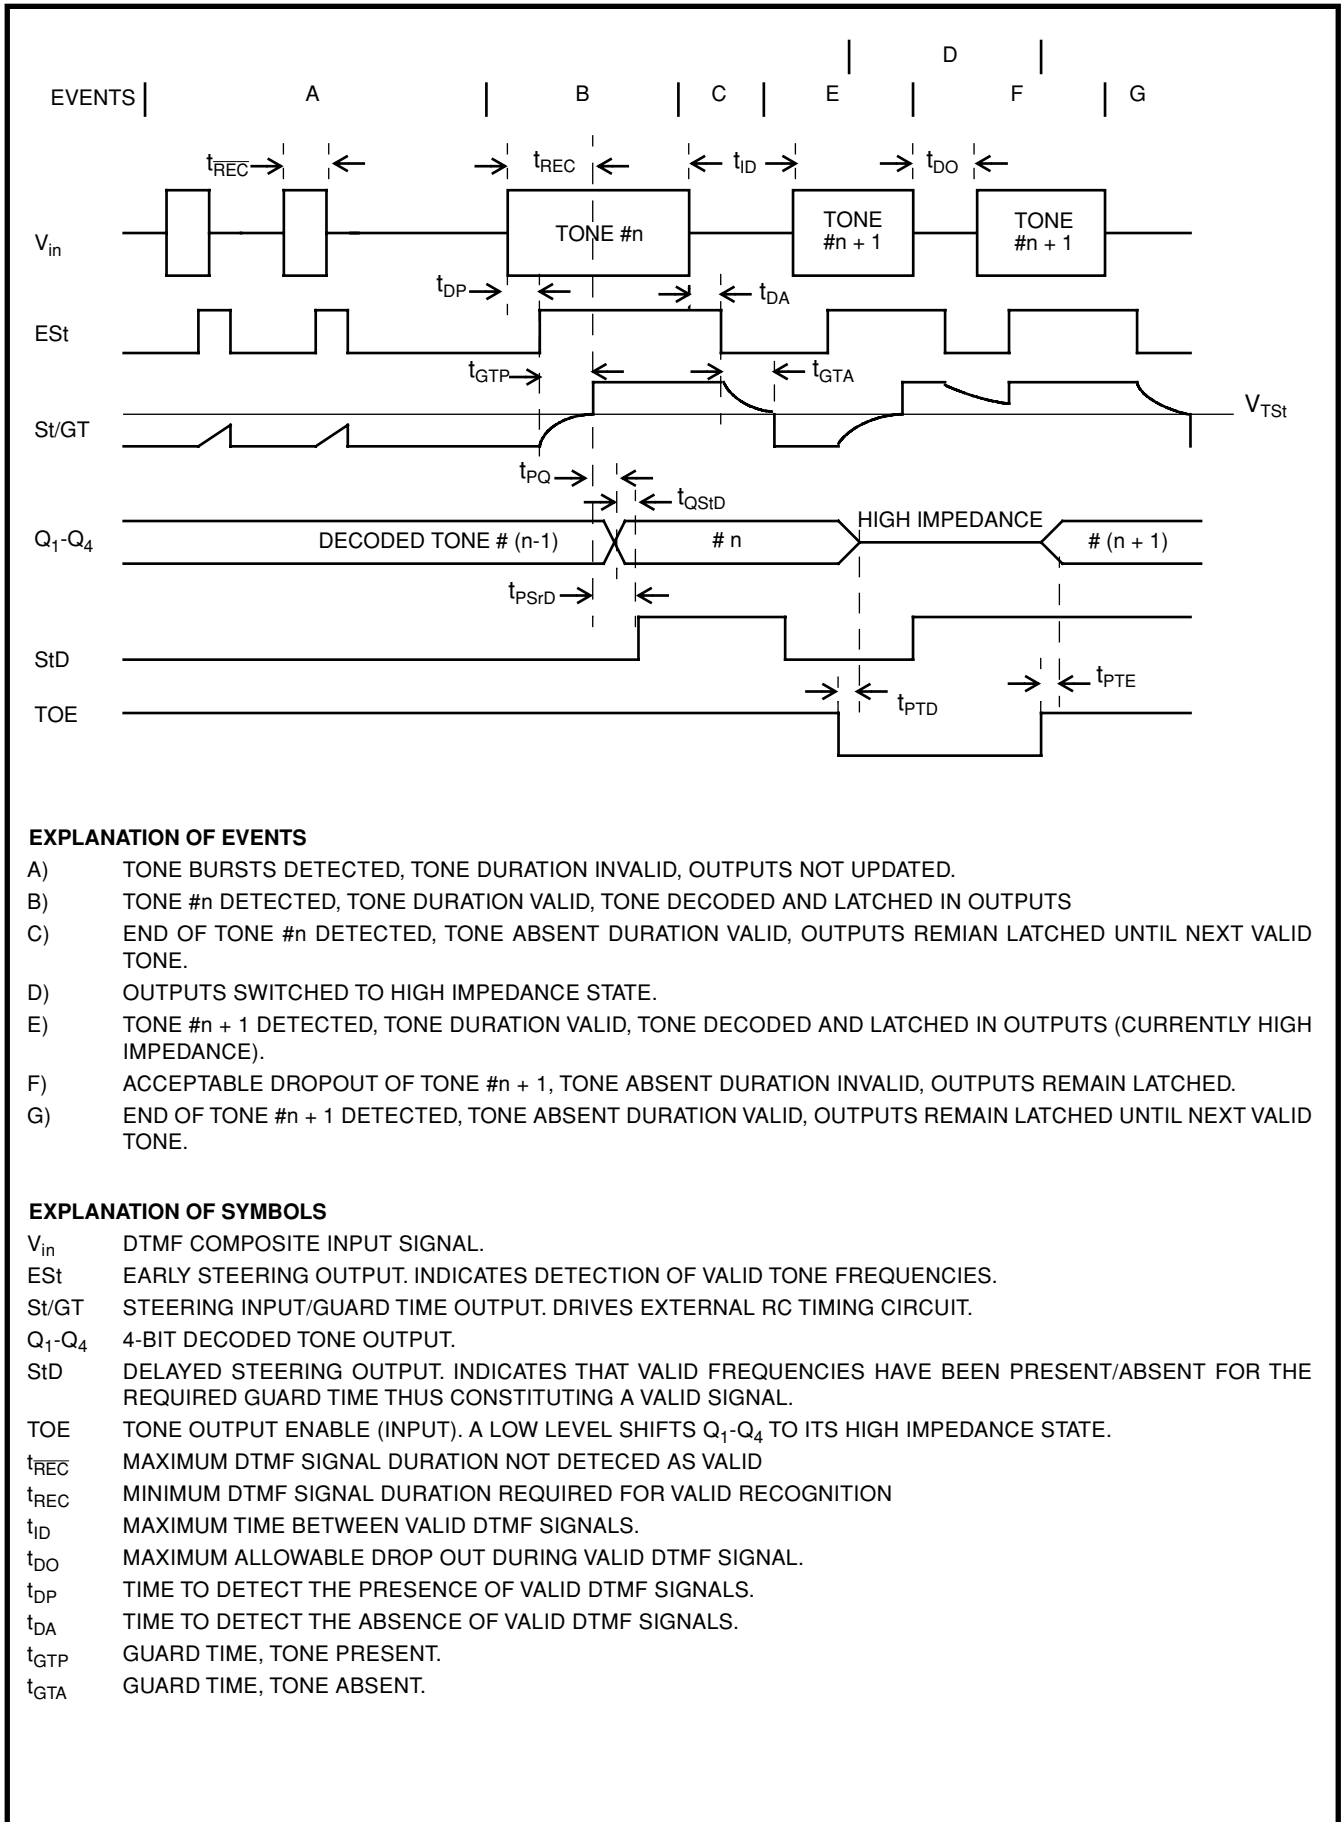 D
EVENTS A B C E F G
tREC tREC tID tDO
Vin TONE #n TONE #n + 1 TONE #n + 1
tDP tDA
ESt
tGTP tGTA
VTSt
St/GT
tPQ
tQStD
HIGH IMPEDANCE
Q1-Q4 DECODED TONE # (n-1) # n # (n + 1)
tPSrD
StD
tPTE
tPTD
TOE
EXPLANATION OF EVENTS
A) TONE BURSTS DETECTED, TONE DURATION INVALID, OUTPUTS NOT UPDATED.
B) TONE #n DETECTED, TONE DURATION VALID, TONE DECODED AND LATCHED IN OUTPUTS
C) END OF TONE #n DETECTED, TONE ABSENT DURATION VALID, OUTPUTS REMIAN LATCHED UNTIL NEXT VALID
TONE.
D) OUTPUTS SWITCHED TO HIGH IMPEDANCE STATE.
E) TONE #n + 1 DETECTED, TONE DURATION VALID, TONE DECODED AND LATCHED IN OUTPUTS (CURRENTLY HIGH
IMPEDANCE).
F) ACCEPTABLE DROPOUT OF TONE #n + 1, TONE ABSENT DURATION INVALID, OUTPUTS REMAIN LATCHED.
G) END OF TONE #n + 1 DETECTED, TONE ABSENT DURATION VALID, OUTPUTS REMAIN LATCHED UNTIL NEXT VALID
TONE.
EXPLANATION OF SYMBOLS
Vin DTMF COMPOSITE INPUT SIGNAL.
ESt EARLY STEERING OUTPUT. INDICATES DETECTION OF VALID TONE FREQUENCIES.
St/GT STEERING INPUT/GUARD TIME OUTPUT. DRIVES EXTERNAL RC TIMING CIRCUIT.
Q1-Q4 4-BIT DECODED TONE OUTPUT.
StD DELAYED STEERING OUTPUT. INDICATES THAT VALID FREQUENCIES HAVE BEEN PRESENT/ABSENT FOR THE
REQUIRED GUARD TIME THUS CONSTITUTING A VALID SIGNAL.
TOE TONE OUTPUT ENABLE (INPUT). A LOW LEVEL SHIFTS Q1-Q4 TO ITS HIGH IMPEDANCE STATE.
tREC MAXIMUM DTMF SIGNAL DURATION NOT DETECED AS VALID
tREC MINIMUM DTMF SIGNAL DURATION REQUIRED FOR VALID RECOGNITION
tID MAXIMUM TIME BETWEEN VALID DTMF SIGNALS.
tDO MAXIMUM ALLOWABLE DROP OUT DURING VALID DTMF SIGNAL.
tDP TIME TO DETECT THE PRESENCE OF VALID DTMF SIGNALS.
tDA TIME TO DETECT THE ABSENCE OF VALID DTMF SIGNALS.
tGTP GUARD TIME, TONE PRESENT.
tGTA GUARD TIME, TONE ABSENT.